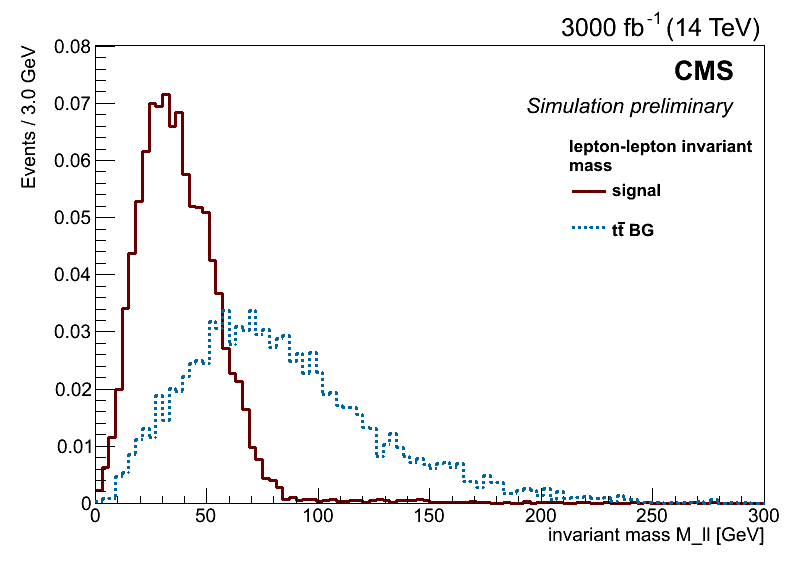 3000 fb-1 (14 TeV)
CMS
Simulation preliminary
lepton-lepton invariant
mass
signal
tt̄ BG
Events / 3.0 GeV
0.08
0.07
0.06
0.05
0.04
0.03
0.02
0.01
0
0 50 100 150 200 250 300
invariant mass M_ll [GeV]